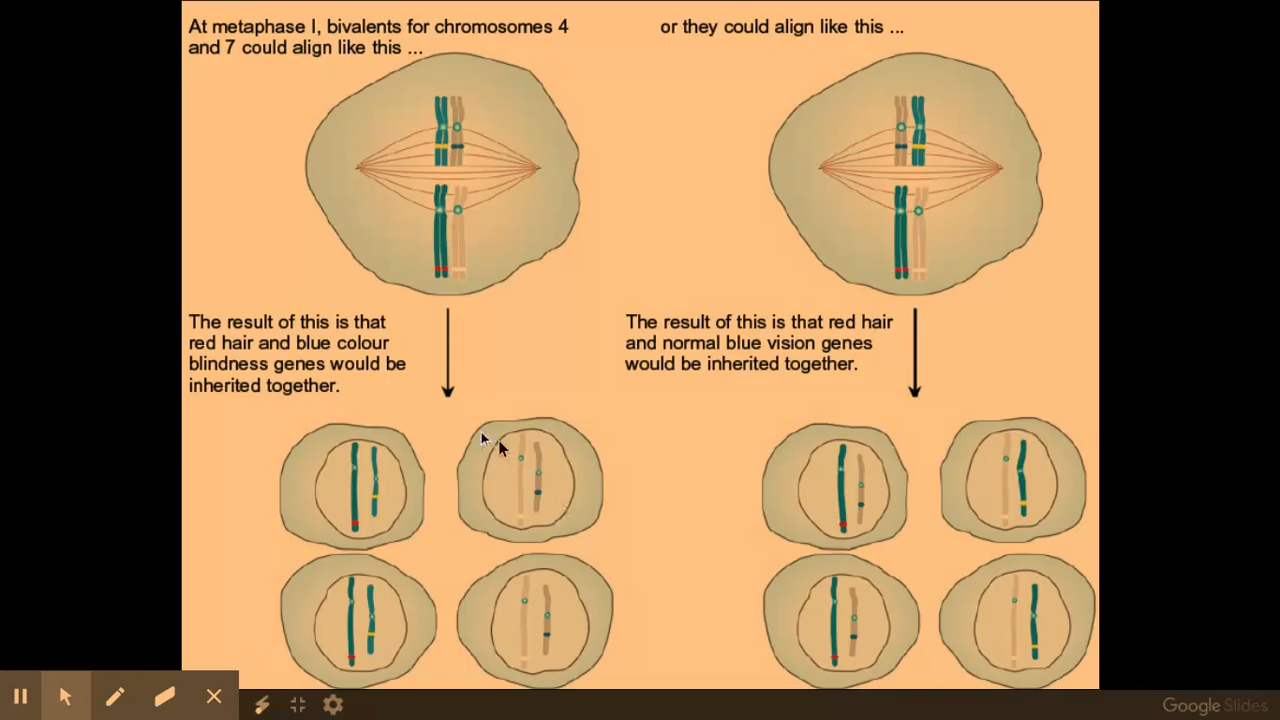 At metaphase I, bivalents for chromosomes 4
and 7 could align like this ...
or they could align like this ...
The result of this is that
red hair and blue colour
blindness genes would be
inherited together.
The result of this is that red hair
and normal blue vision genes
would be inherited together.
Google Slides